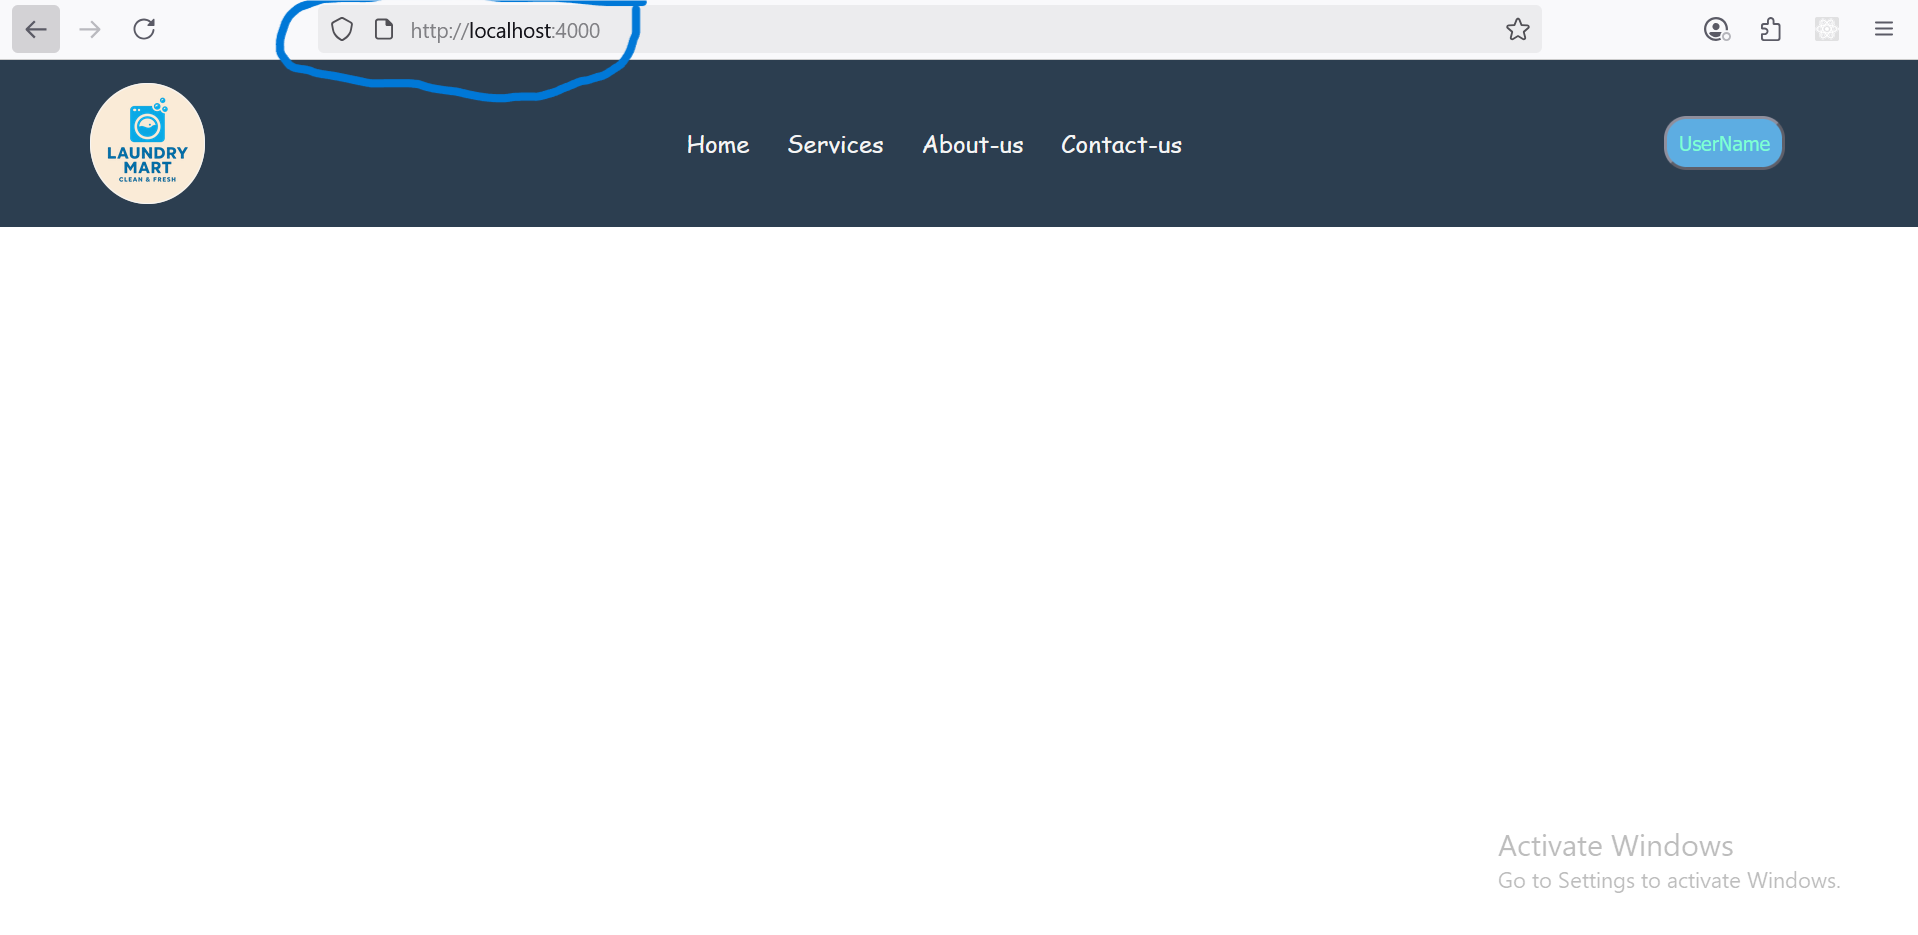 http://localhost:4000
LAUNDRY
MART
CLEAN & FRESH
Home Services About-us Contact-us
UserName
Activate Windows
Go to Settings to activate Windows.